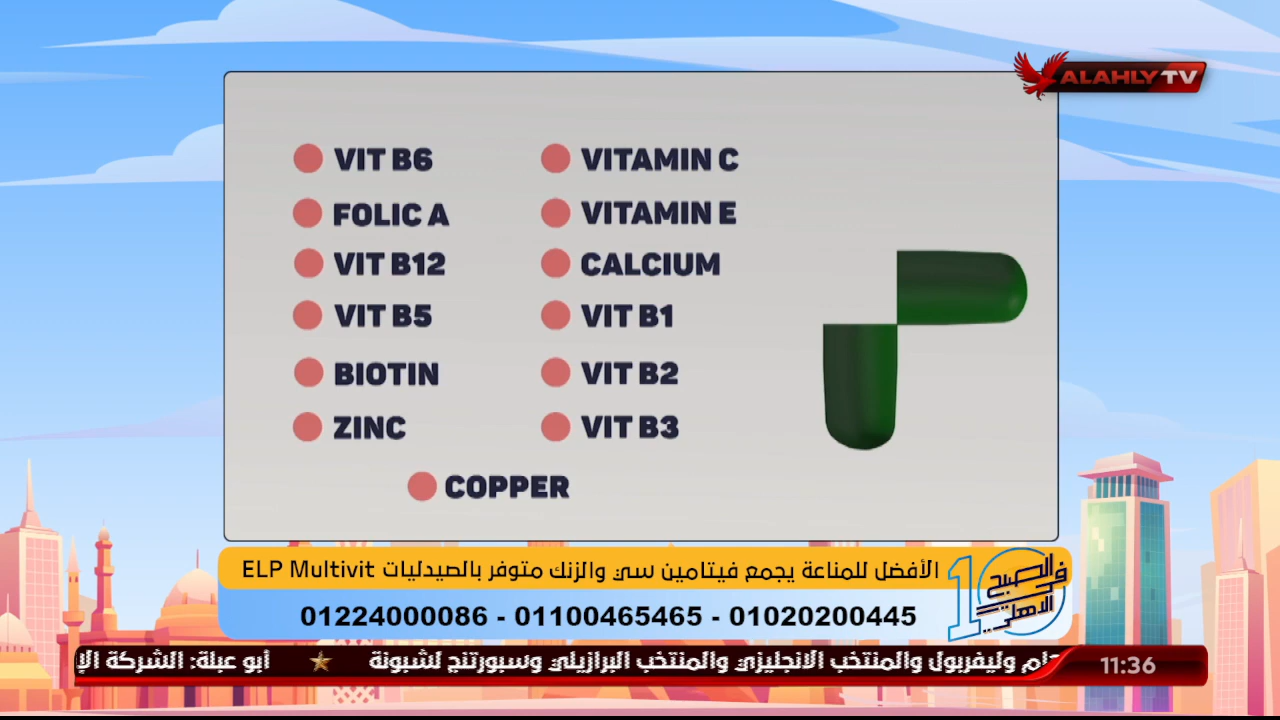 ALAHLY TV
VIT B6
VITAMIN C
FOLIC A
VITAMIN E
VIT B12
CALCIUM
VIT B5
VIT B1
BIOTIN
VIT B2
ZINC
VIT B3
COPPER
الأفضل للمناعة يجمع فيتامين سي والزنك متوفر بالصيدليات ELP Multivit
01224000086 - 01100465465 - 01020200445
10 الصبح في الاهلي..
وليفربول والمنتخب الانجليزي والمنتخب البرازيلي وسبورتنج لشبونة ★ أبو عبلة: الشركة
11:36